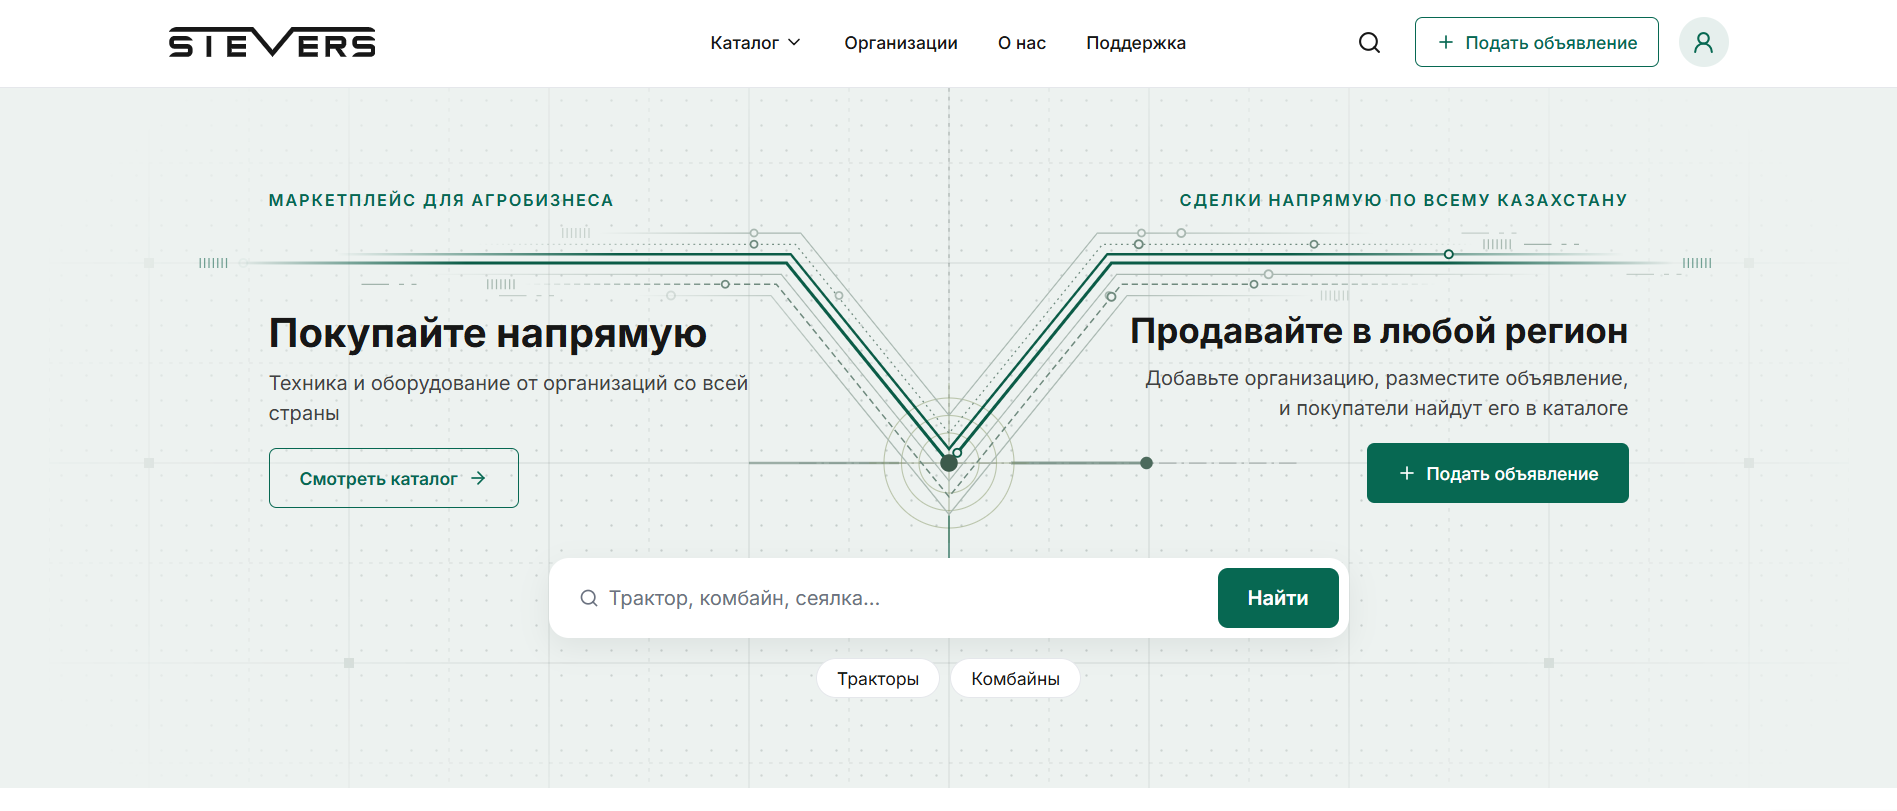 STEVERS
Каталог
Организации
О нас
Поддержка
Подать объявление
МАРКЕТПЛЕЙС ДЛЯ АГРОБИЗНЕСА
СДЕЛКИ НАПРЯМУЮ ПО ВСЕМУ КАЗАХСТАНУ
Покупайте напрямую
Техника и оборудование от организаций со всей
страны
Смотреть каталог
Продавайте в любой регион
Добавьте организацию, разместите объявление,
и покупатели найдут его в каталоге
Подать объявление
Трактор, комбайн, сеялка...
Найти
Тракторы
Комбайны